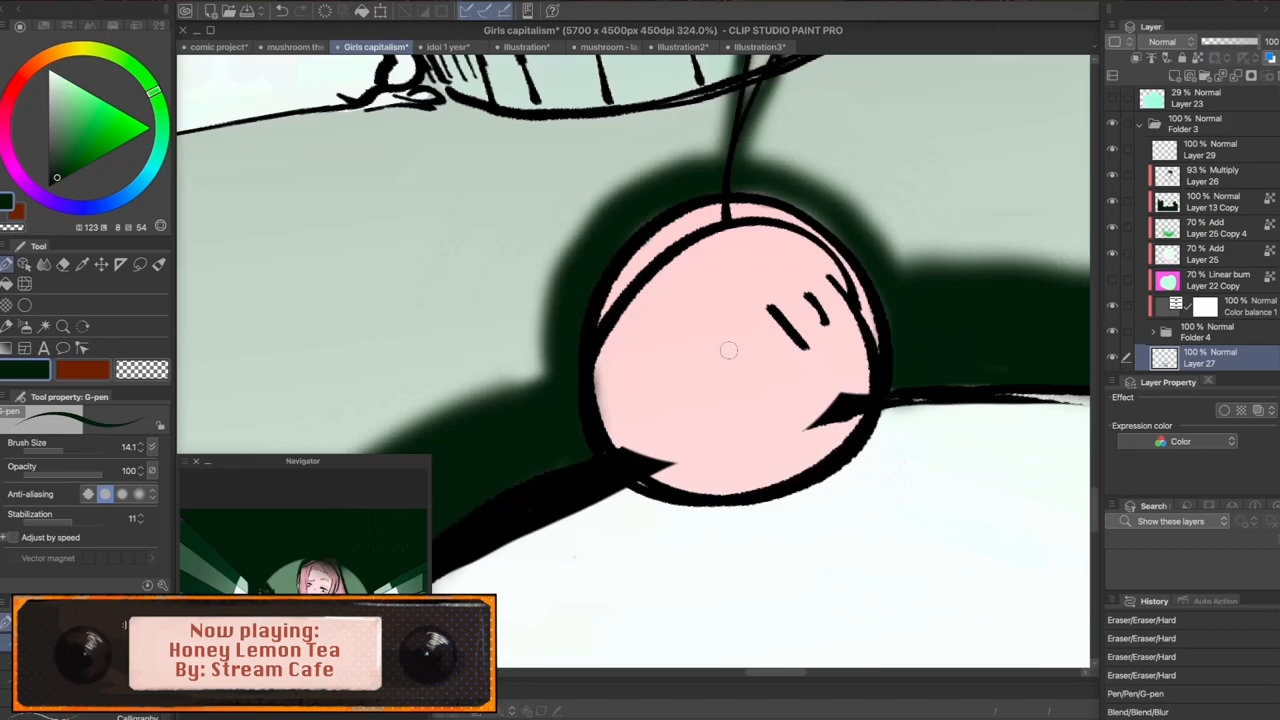 Girls capitalism* (5700 x 4500px 450dpi 324.0%) - CLIP STUDIO PAINT PRO
comic project*
mushroom the
Girls capitalism*
idol 1 year*
Illustration*
mushroom - la
Illustration2*
Illustration3*
H 123 L 8 S 54
Tool
Tool property: G-pen
G-pen
Brush Size
14.1
Opacity
100
Anti-aliasing
Stabilization
11
Adjust by speed
Vector magnet
Navigator
Now playing:
Honey Lemon Tea
By: Stream Cafe
Calligraphy
Layer
Normal
100
29 % Normal
Layer 23
100 % Normal
Folder 3
100 % Normal
Layer 29
93 % Multiply
Layer 26
100 % Normal
Layer 13 Copy
70 % Add
Layer 25 Copy 4
70 % Add
Layer 25
70 % Linear burn
Layer 22 Copy
100 % Normal
Color balance 1
100 % Normal
Folder 4
100 % Normal
Layer 27
Layer Property
Effect
Expression color
Color
Search
Show these layers
History
Auto Action
Eraser/Eraser/Hard
Eraser/Eraser/Hard
Eraser/Eraser/Hard
Eraser/Eraser/Hard
Pen/Pen/G-pen
Blend/Blend/Blur